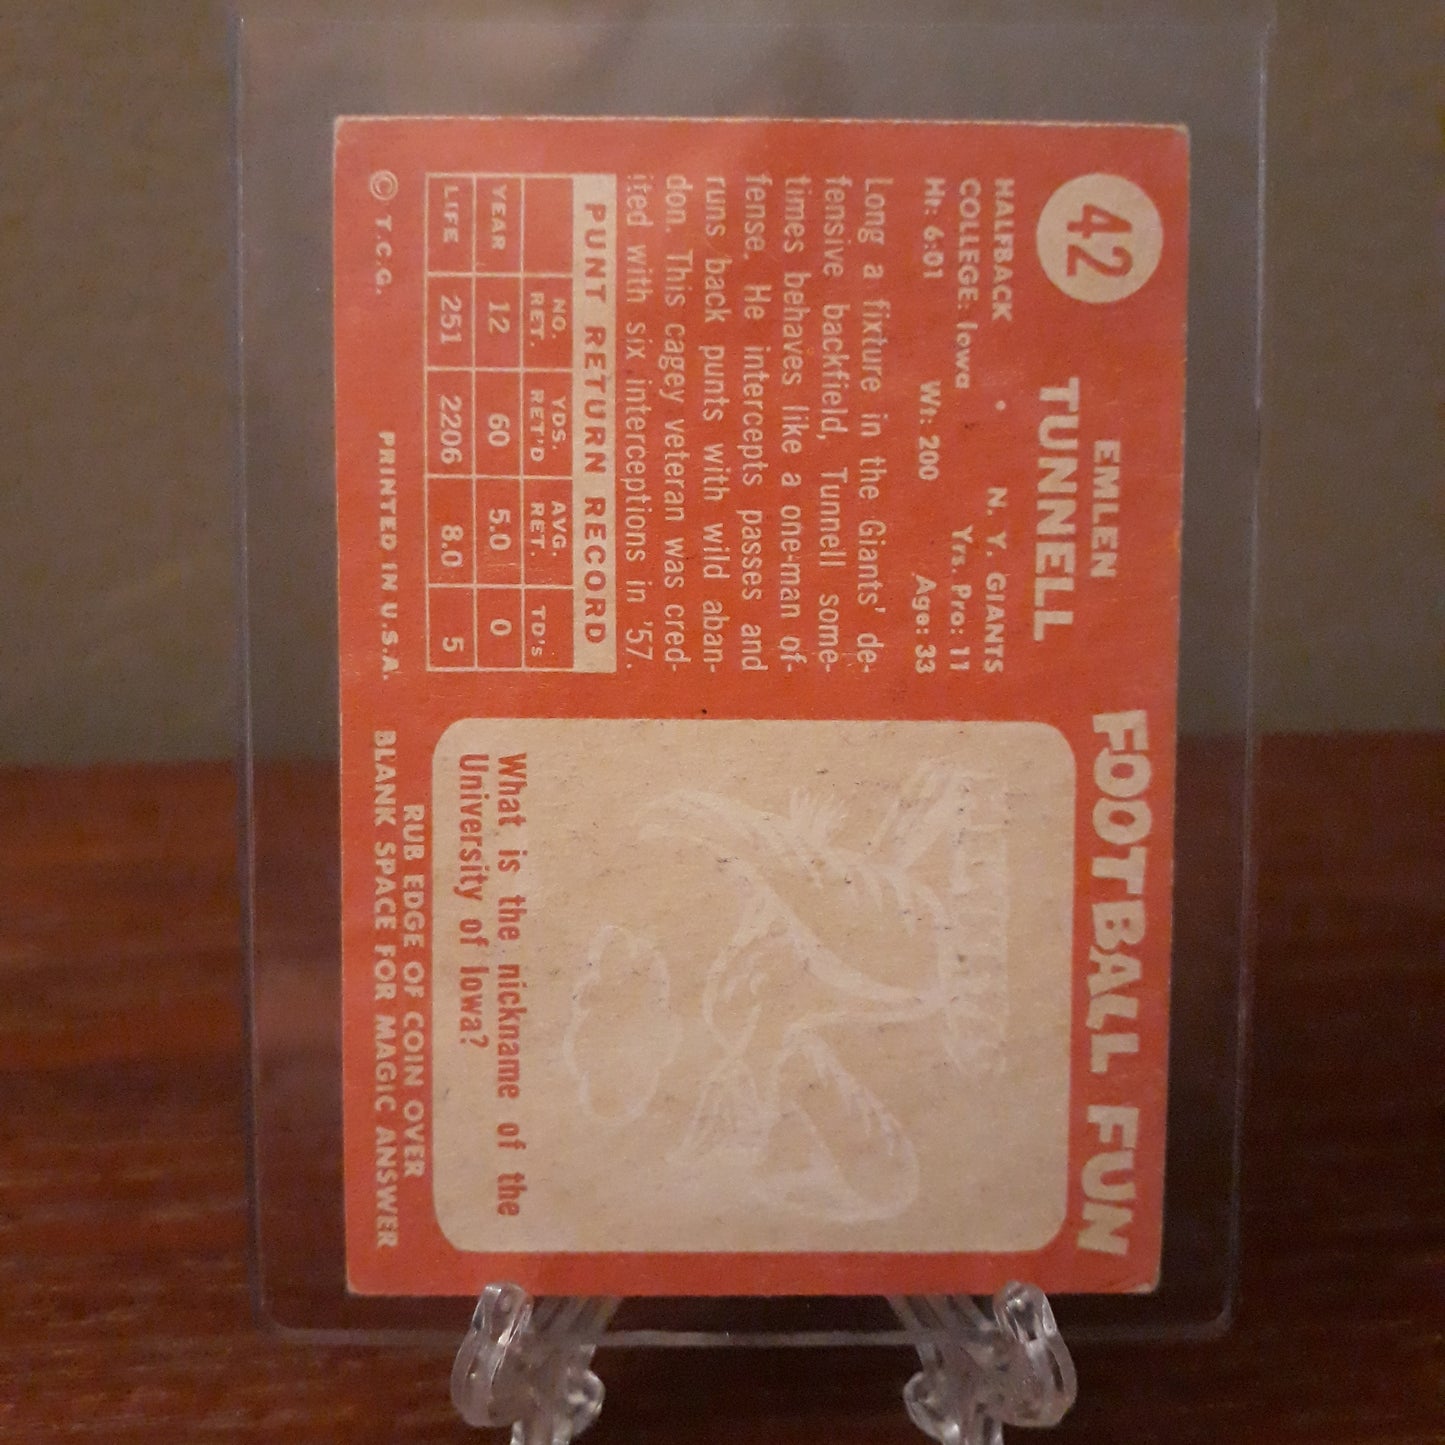 42
EMLEN
TUNNELL
HALFBACK • N. Y. GIANTS
COLLEGE: Iowa Yrs. Pro: 11
Ht: 6:01 Wt: 200 Age: 33
Long a fixture in the Giants' de-
fensive backfield, Tunnell some-
times behaves like a one-man of-
fense. He intercepts passes and
runs back punts with wild aban-
don. This cagey veteran was cred-
ited with six interceptions in '57.
PUNT RETURN RECORD
NO. RET. YDS. RET'D AVG. RET. TD's
YEAR 12 60 5.0 0
LIFE 251 2206 8.0 5
© T.C.G. PRINTED IN U.S.A.
FOOTBALL FUN
What is the nickname of the
University of Iowa?
RUB EDGE OF COIN OVER
BLANK SPACE FOR MAGIC ANSWER